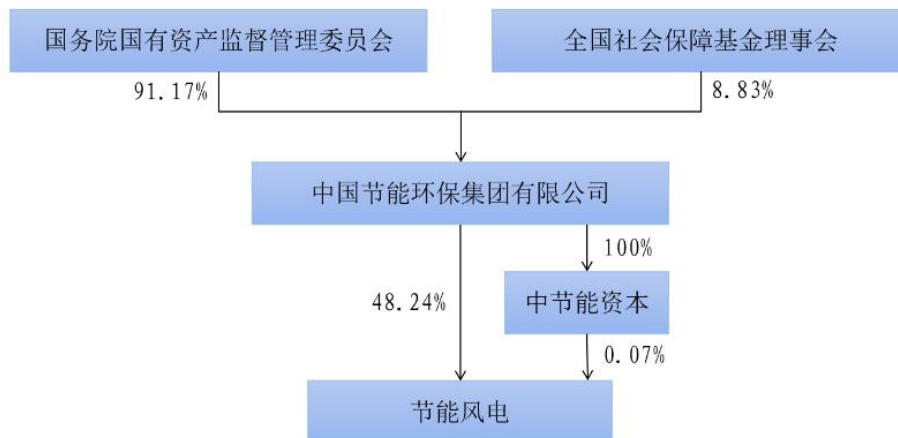 国务院国有资产监督管理委员会
全国社会保障基金理事会
91.17%
8.83%
中国节能环保集团有限公司
100%
48.24%
中节能资本
0.07%
节能风电